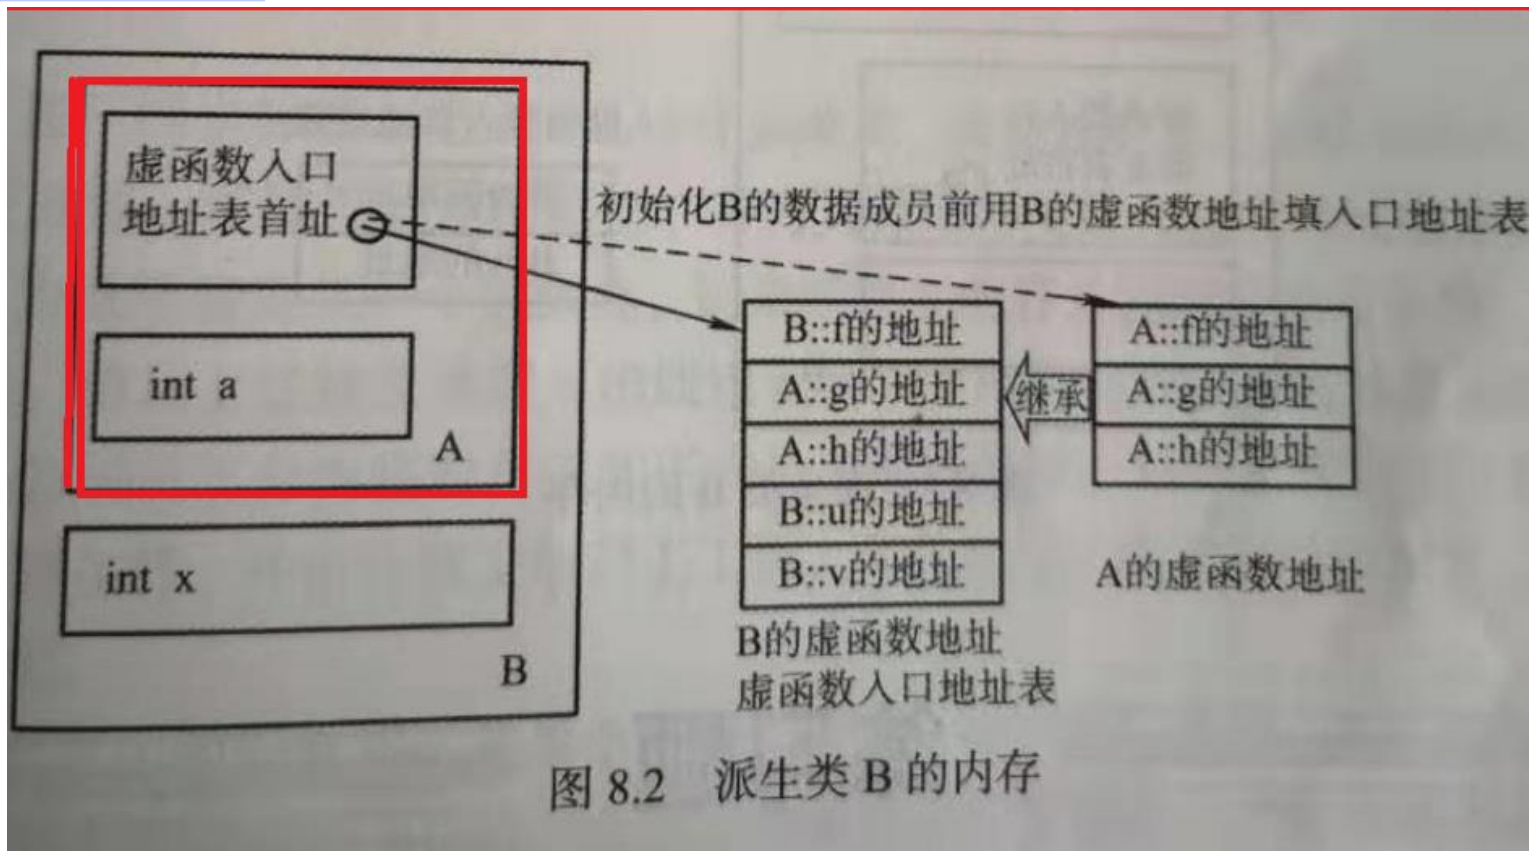 虚函数入口
地址表首址
初始化B的数据成员前用B的虚函数地址填入口地址表
int a
A
int x
B
B::f的地址
A::g的地址
A::h的地址
B::u的地址
B::v的地址
继承
A::f的地址
A::g的地址
A::h的地址
A的虚函数地址
B的虚函数地址
虚函数入口地址表
图 8.2 派生类 B 的内存